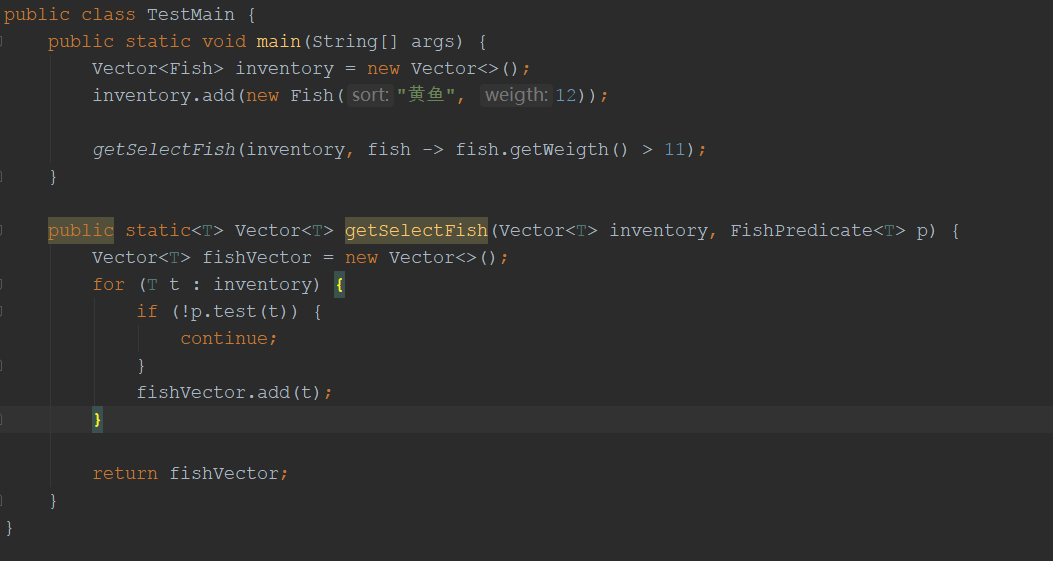 public class TestMain {
    public static void main(String[] args) {
        Vector<Fish> inventory = new Vector<>();
        inventory.add(new Fish( sort: "黄鱼", weigth: 12));
        getSelectFish(inventory, fish -> fish.getWeigth() > 11);
    }
    public static<T> Vector<T> getSelectFish(Vector<T> inventory, FishPredicate<T> p) {
        Vector<T> fishVector = new Vector<>();
        for (T t : inventory) {
            if (!p.test(t)) {
                continue;
            }
            fishVector.add(t);
        }
        return fishVector;
    }
}